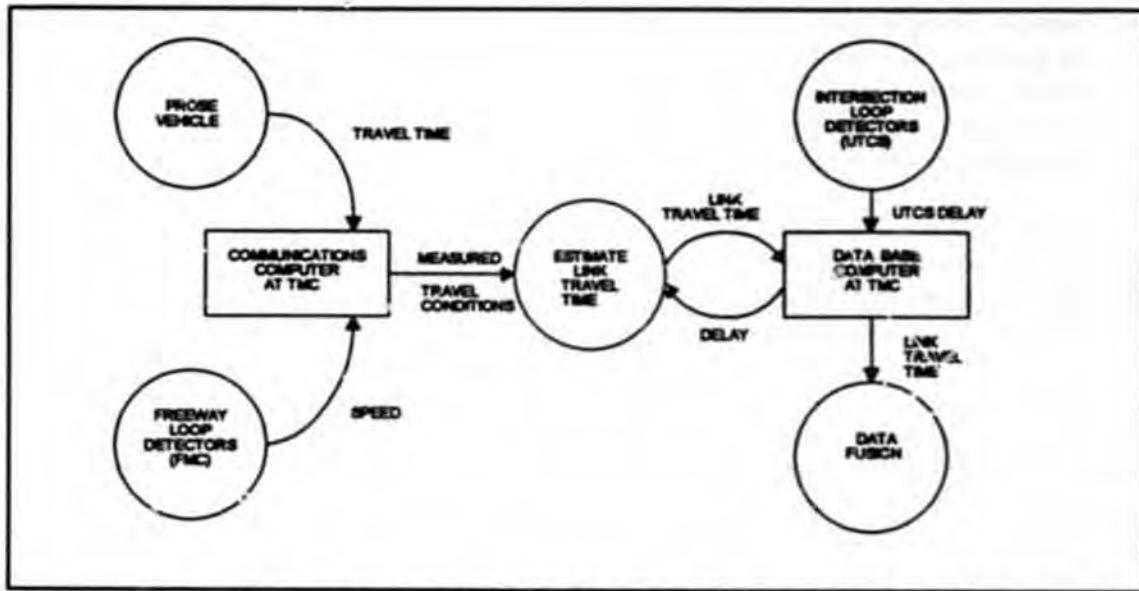 PROBE
VEHICLE
TRAVEL TIME
INTERSECTION
LOOP
DETECTORS
(UTCS)
LINK
TRAVEL TIME
UTCS DELAY
COMMUNICATIONS
COMPUTER
AT TMC
MEASURED
TRAVEL
CONDITIONS
ESTIMATE
LINK
TRAVEL
TIME
DATA BASE
COMPUTER
AT TMC
DELAY
LINK
TRAVEL
TIME
FREEWAY
LOOP
DETECTORS
(FMC)
SPEED
DATA
FUSION